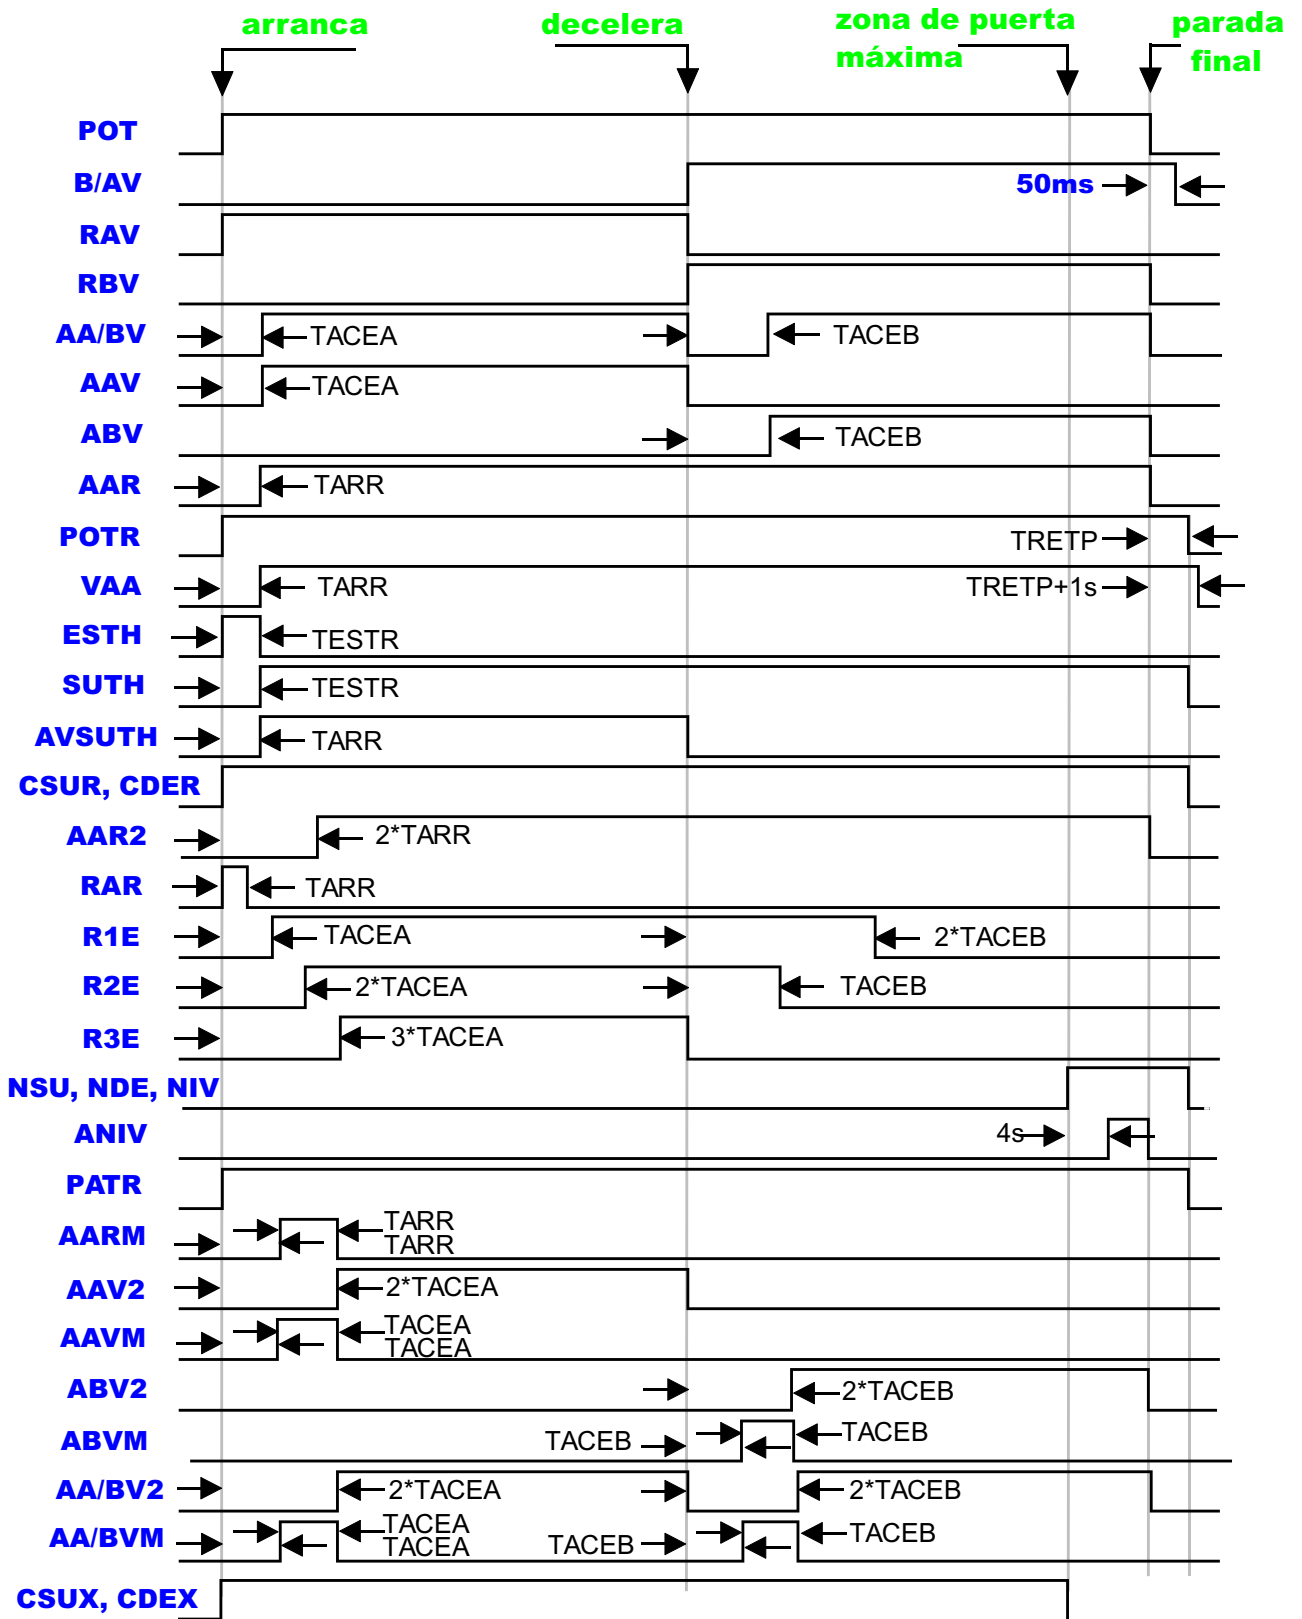 arranca
decelera
zona de puerta
máxima
parada
final
POT
B/AV
50ms
RAV
RBV
AA/BV
TACEA
TACEB
AAV
TACEA
ABV
TACEB
AAR
TARR
POTR
TRETP
VAA
TARR
TRETP+1s
ESTH
TESTR
SUTH
TESTR
AVSUTH
TARR
CSUR, CDER
AAR2
2*TARR
RAR
TARR
R1E
TACEA
2*TACEB
R2E
2*TACEA
TACEB
R3E
3*TACEA
NSU, NDE, NIV
ANIV
4s
PATR
AARM
TARR
TARR
AAV2
2*TACEA
AAVM
TACEA
TACEA
ABV2
2*TACEB
ABVM
TACEB
TACEB
AA/BV2
2*TACEA
2*TACEB
AA/BVM
TACEA
TACEA
TACEB
TACEB
CSUX, CDEX